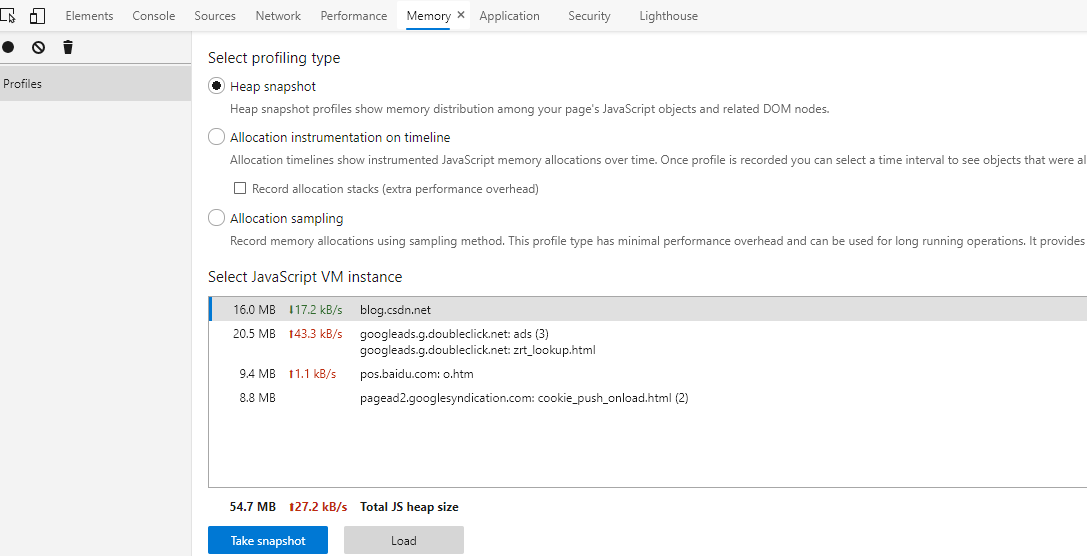 Elements Console Sources Network Performance Memory × Application Security Lighthouse
Profiles
Select profiling type
Heap snapshot
Heap snapshot profiles show memory distribution among your page's JavaScript objects and related DOM nodes.
Allocation instrumentation on timeline
Allocation timelines show instrumented JavaScript memory allocations over time. Once profile is recorded you can select a time interval to see objects that were al
Record allocation stacks (extra performance overhead)
Allocation sampling
Record memory allocations using sampling method. This profile type has minimal performance overhead and can be used for long running operations. It provides
Select JavaScript VM instance
16.0 MB ⬇17.2 kB/s blog.csdn.net
20.5 MB ⬆43.3 kB/s googleads.g.doubleclick.net: ads (3)
googleads.g.doubleclick.net: zrt_lookup.html
9.4 MB ⬆1.1 kB/s pos.baidu.com: o.htm
8.8 MB pagead2.googlesyndication.com: cookie_push_onload.html (2)
54.7 MB ⬆27.2 kB/s Total JS heap size
Take snapshot Load